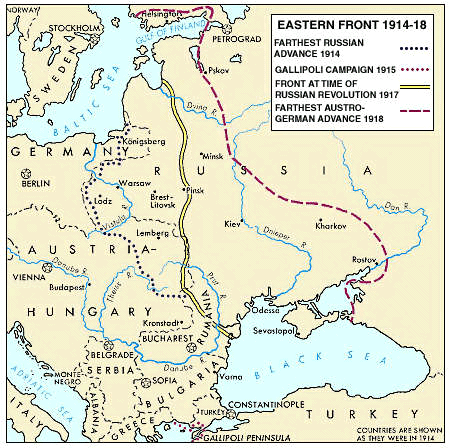 EASTERN FRONT 1914-18
FARTHEST RUSSIAN
ADVANCE 1914
GALLIPOLI CAMPAIGN 1915
FRONT AT TIME OF
RUSSIAN REVOLUTION 1917
FARTHEST AUSTRO-
GERMAN ADVANCE 1918
NORWAY
Helsingfors
STOCKHOLM
GULF OF FINLAND
PETROGRAD
SWEDEN
Pskov
BALTIC SEA
Dvina R.
Königsberg
GERMANY
Minsk
RUSSIA
BERLIN
Warsaw
Pinsk
Brest-
Litovsk
Lodz
Don R.
Vistula R.
Kiev
Dnieper R.
Kharkov
Lemberg
AUSTRIA-
Rostov
VIENNA
Danube R.
Budapest
Theiss R.
Prut R.
HUNGARY
Kronstadt
RUMANIA
Odessa
Sevastopol
BUCHAREST
BELGRADE
SERBIA
Danube R.
BLACK SEA
ADRIATIC SEA
MONTE-
NEGRO
SOFIA
BULGARIA
Varna
ITALY
ALBANIA
GREECE
TURKEY
CONSTANTINOPLE
TURKEY
GALLIPOLI PENINSULA
COUNTRIES ARE SHOWN
AS THEY WERE IN 1914